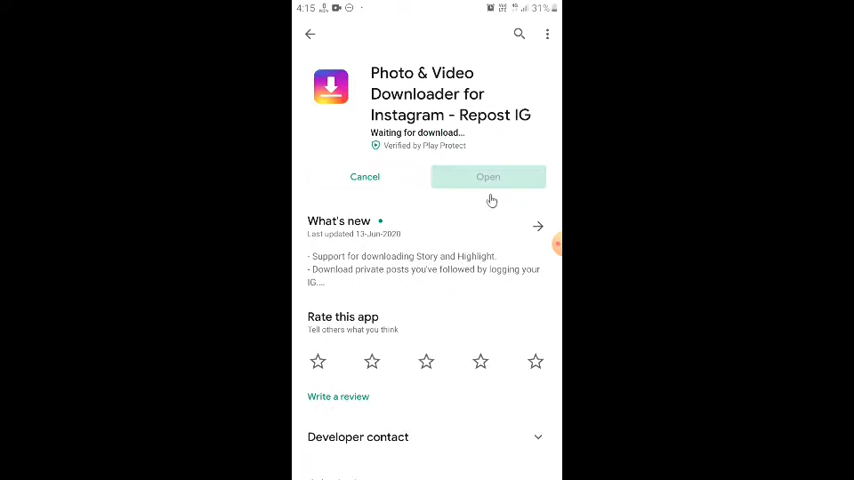 4:15
31%
Photo & Video
Downloader for
Instagram - Repost IG
Waiting for download...
Verified by Play Protect
Cancel
Open
What's new
Last updated 13-Jun-2020
- Support for downloading Story and Highlight.
- Download private posts you've followed by logging your
IG....
Rate this app
Tell others what you think
Write a review
Developer contact